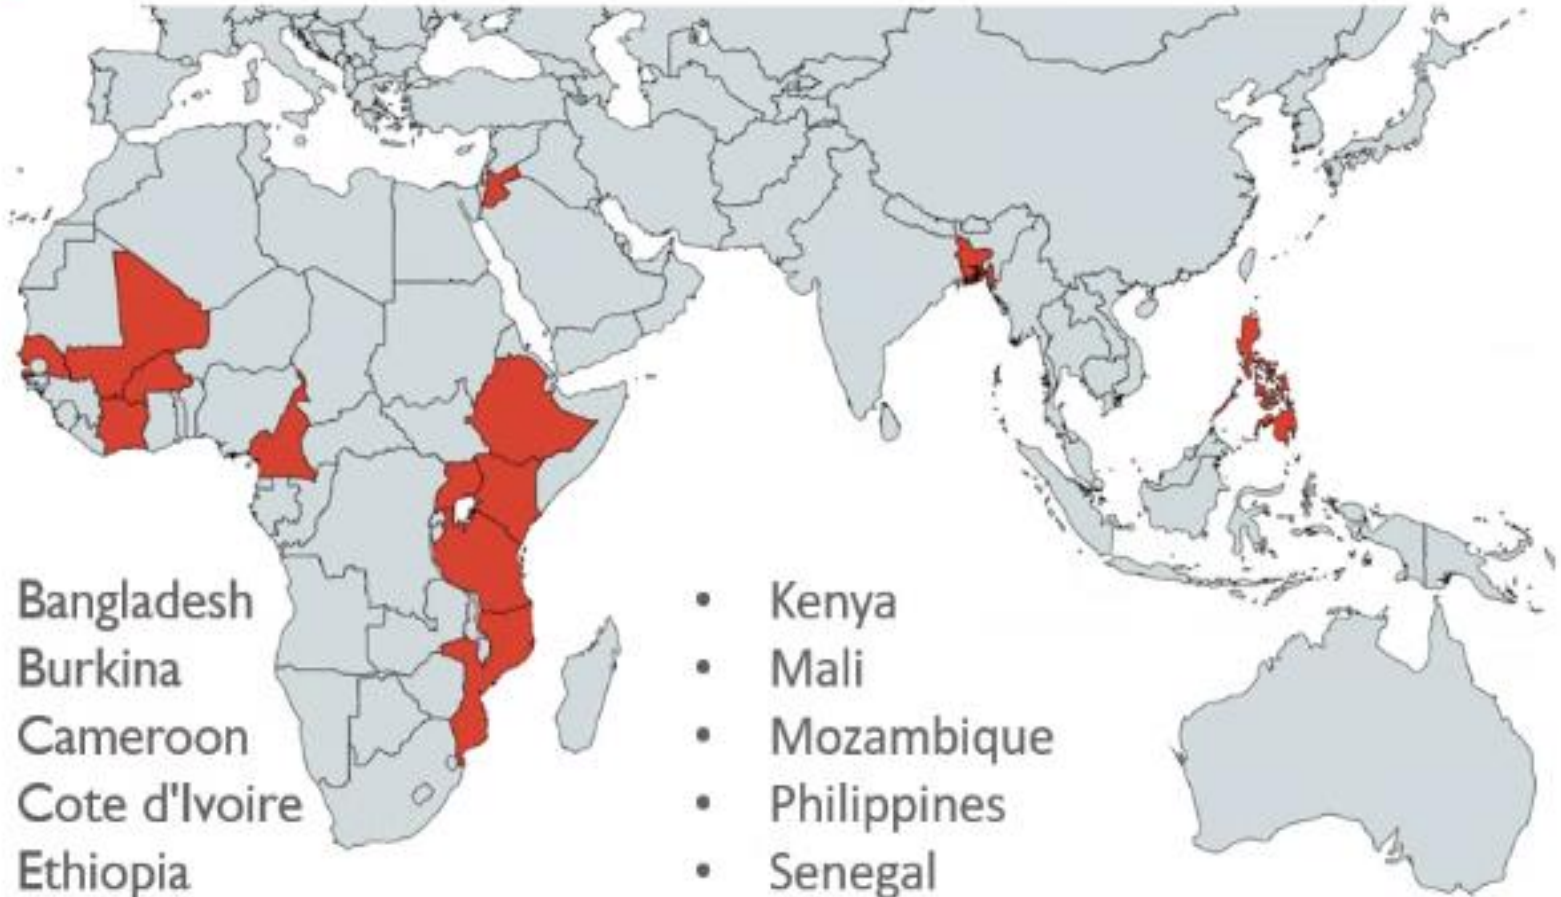 Bangladesh
Burkina
Cameroon
Cote d'Ivoire
Ethiopia
• Kenya
• Mali
• Mozambique
• Philippines
• Senegal